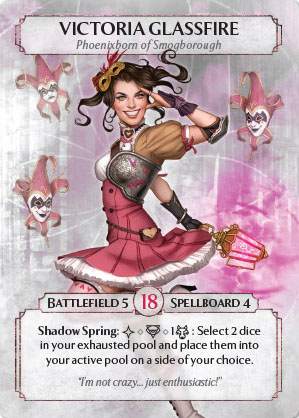 VICTORIA GLASSFIRE
Phoenixborn of Smogborough
BATTLEFIELD 5 18 SPELLBOARD 4
Shadow Spring: 1 : Select 2 dice
in your exhausted pool and place them into
your active pool on a side of your choice.
"I'm not crazy... just enthusiastic!"